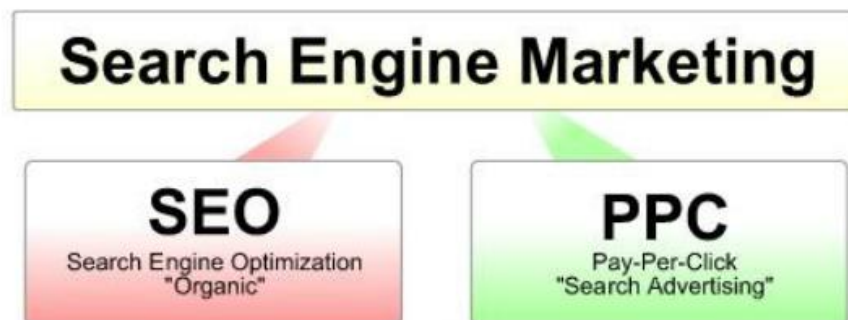 Search Engine Marketing
SEO
Search Engine Optimization
"Organic"
PPC
Pay-Per-Click
"Search Advertising"